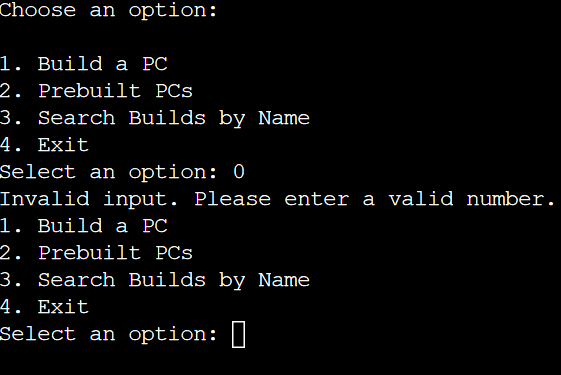 Choose an option:
1. Build a PC
2. Prebuilt PCs
3. Search Builds by Name
4. Exit
Select an option: 0
Invalid input. Please enter a valid number.
1. Build a PC
2. Prebuilt PCs
3. Search Builds by Name
4. Exit
Select an option: